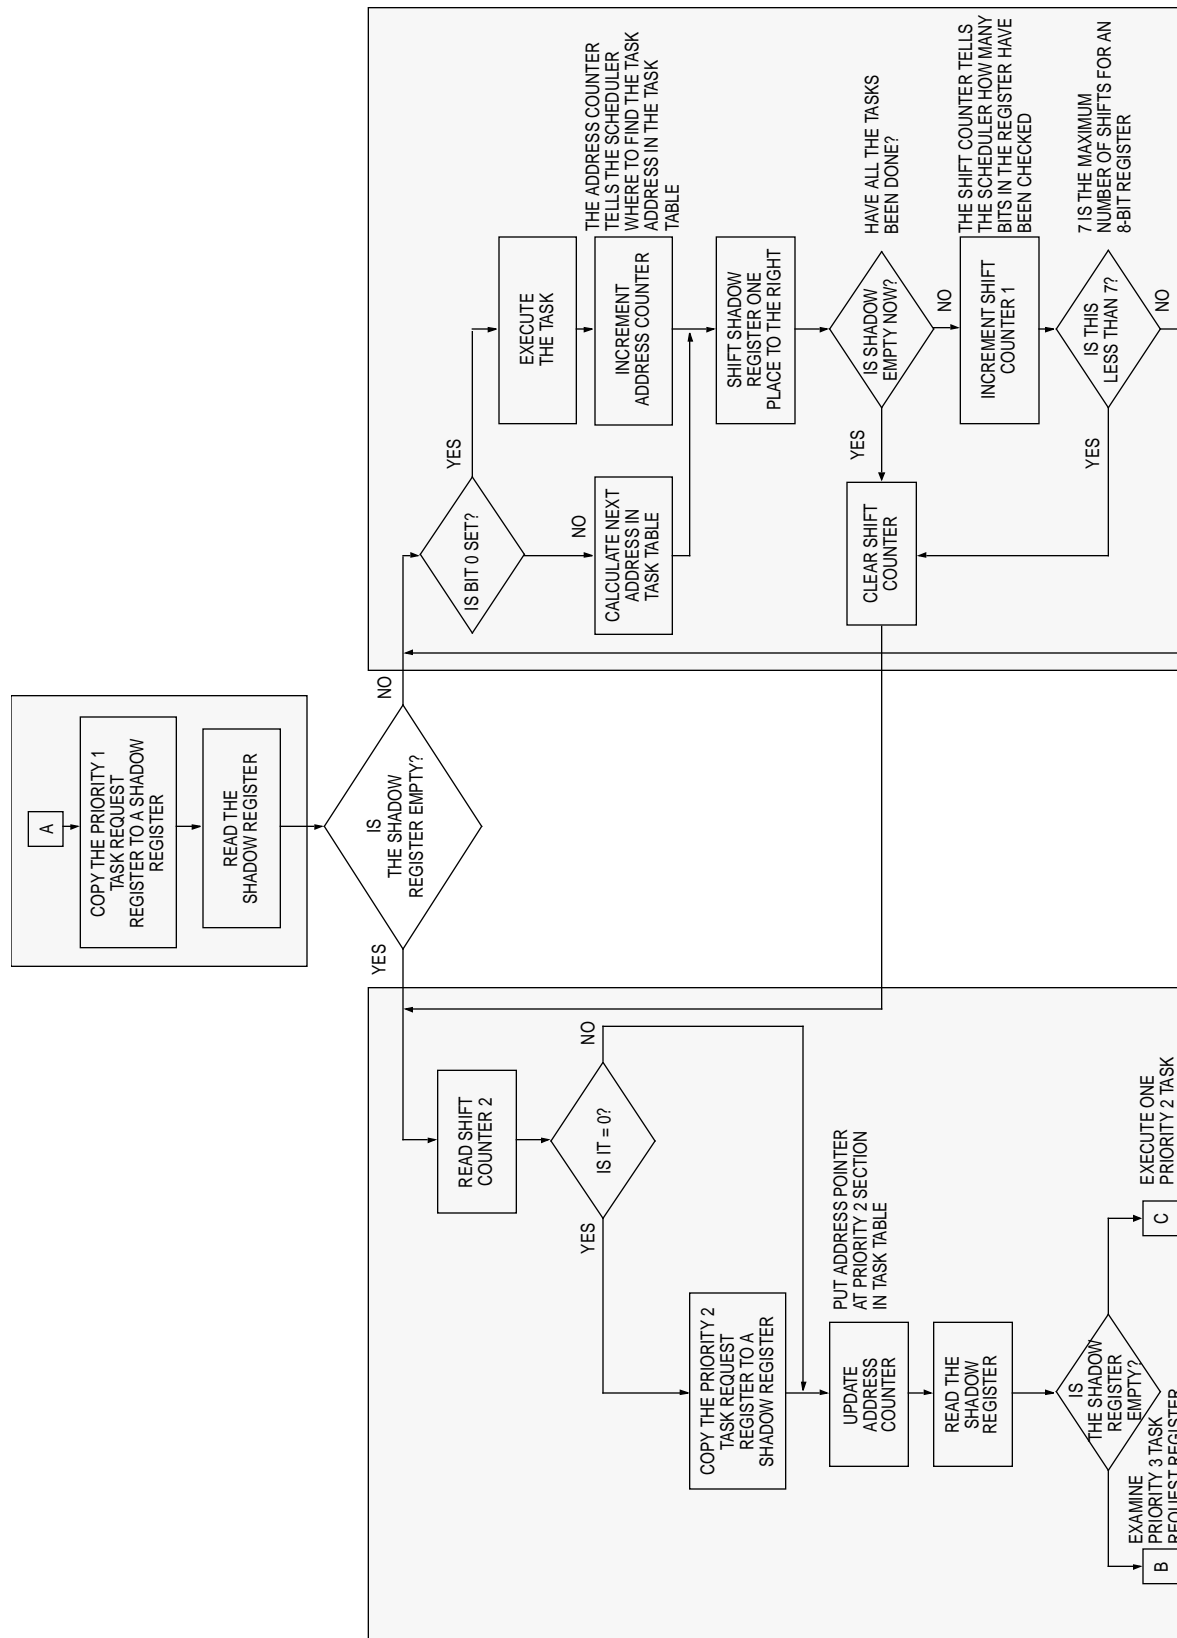 A
COPY THE PRIORITY 1
TASK REQUEST
REGISTER TO A SHADOW
REGISTER
READ THE
SHADOW REGISTER
IS
THE SHADOW
REGISTER EMPTY?
YES
NO
READ SHIFT
COUNTER 2
IS IT = 0?
YES
NO
COPY THE PRIORITY 2
TASK REQUEST
REGISTER TO A
SHADOW REGISTER
UPDATE
ADDRESS
COUNTER
PUT ADDRESS POINTER
AT PRIORITY 2 SECTION
IN TASK TABLE
READ THE
SHADOW
REGISTER
IS
THE SHADOW
REGISTER
EMPTY?
EXAMINE
PRIORITY 3 TASK
REQUEST REGISTER
B
EXECUTE ONE
PRIORITY 2 TASK
C
IS BIT 0 SET?
YES
NO
EXECUTE
THE TASK
INCREMENT
ADDRESS COUNTER
THE ADDRESS COUNTER
TELLS THE SCHEDULER
WHERE TO FIND THE TASK
ADDRESS IN THE TASK
TABLE
CALCULATE NEXT
ADDRESS IN
TASK TABLE
SHIFT SHADOW
REGISTER ONE
PLACE TO THE RIGHT
IS SHADOW
EMPTY NOW?
HAVE ALL THE TASKS
BEEN DONE?
YES
NO
CLEAR SHIFT
COUNTER
INCREMENT SHIFT
COUNTER 1
THE SHIFT COUNTER TELLS
THE SCHEDULER HOW MANY
BITS IN THE REGISTER HAVE
BEEN CHECKED
IS THIS
LESS THAN 7?
7 IS THE MAXIMUM
NUMBER OF SHIFTS FOR AN
8-BIT REGISTER
YES
NO